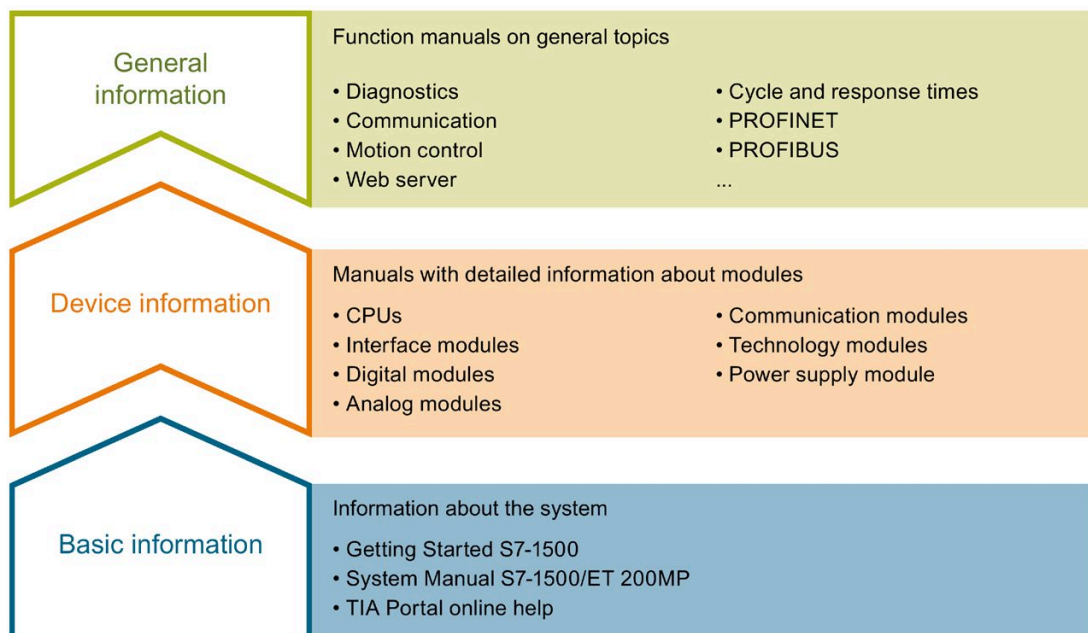 General
information
Function manuals on general topics
• Diagnostics
• Communication
• Motion control
• Web server
• Cycle and response times
• PROFINET
• PROFIBUS
...
Device information
Manuals with detailed information about modules
• CPUs
• Interface modules
• Digital modules
• Analog modules
• Communication modules
• Technology modules
• Power supply module
Basic information
Information about the system
• Getting Started S7-1500
• System Manual S7-1500/ET 200MP
• TIA Portal online help